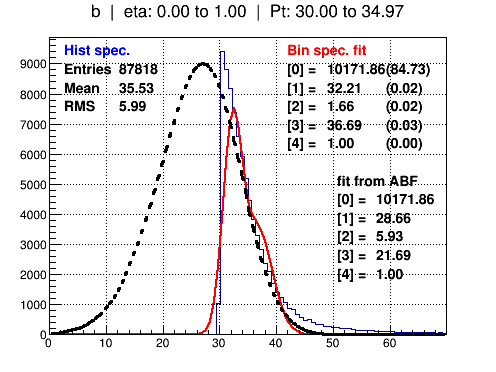 b | eta: 0.00 to 1.00 | Pt: 30.00 to 34.97
Hist spec.
Entries 87818
Mean 35.53
RMS 5.99
Bin spec. fit
[0] = 10171.86(84.73)
[1] = 32.21 (0.02)
[2] = 1.66 (0.02)
[3] = 36.69 (0.03)
[4] = 1.00 (0.00)
fit from ABF
[0] = 10171.86
[1] = 28.66
[2] = 5.93
[3] = 21.69
[4] = 1.00
9000
8000
7000
6000
5000
4000
3000
2000
1000
0
0 10 20 30 40 50 60